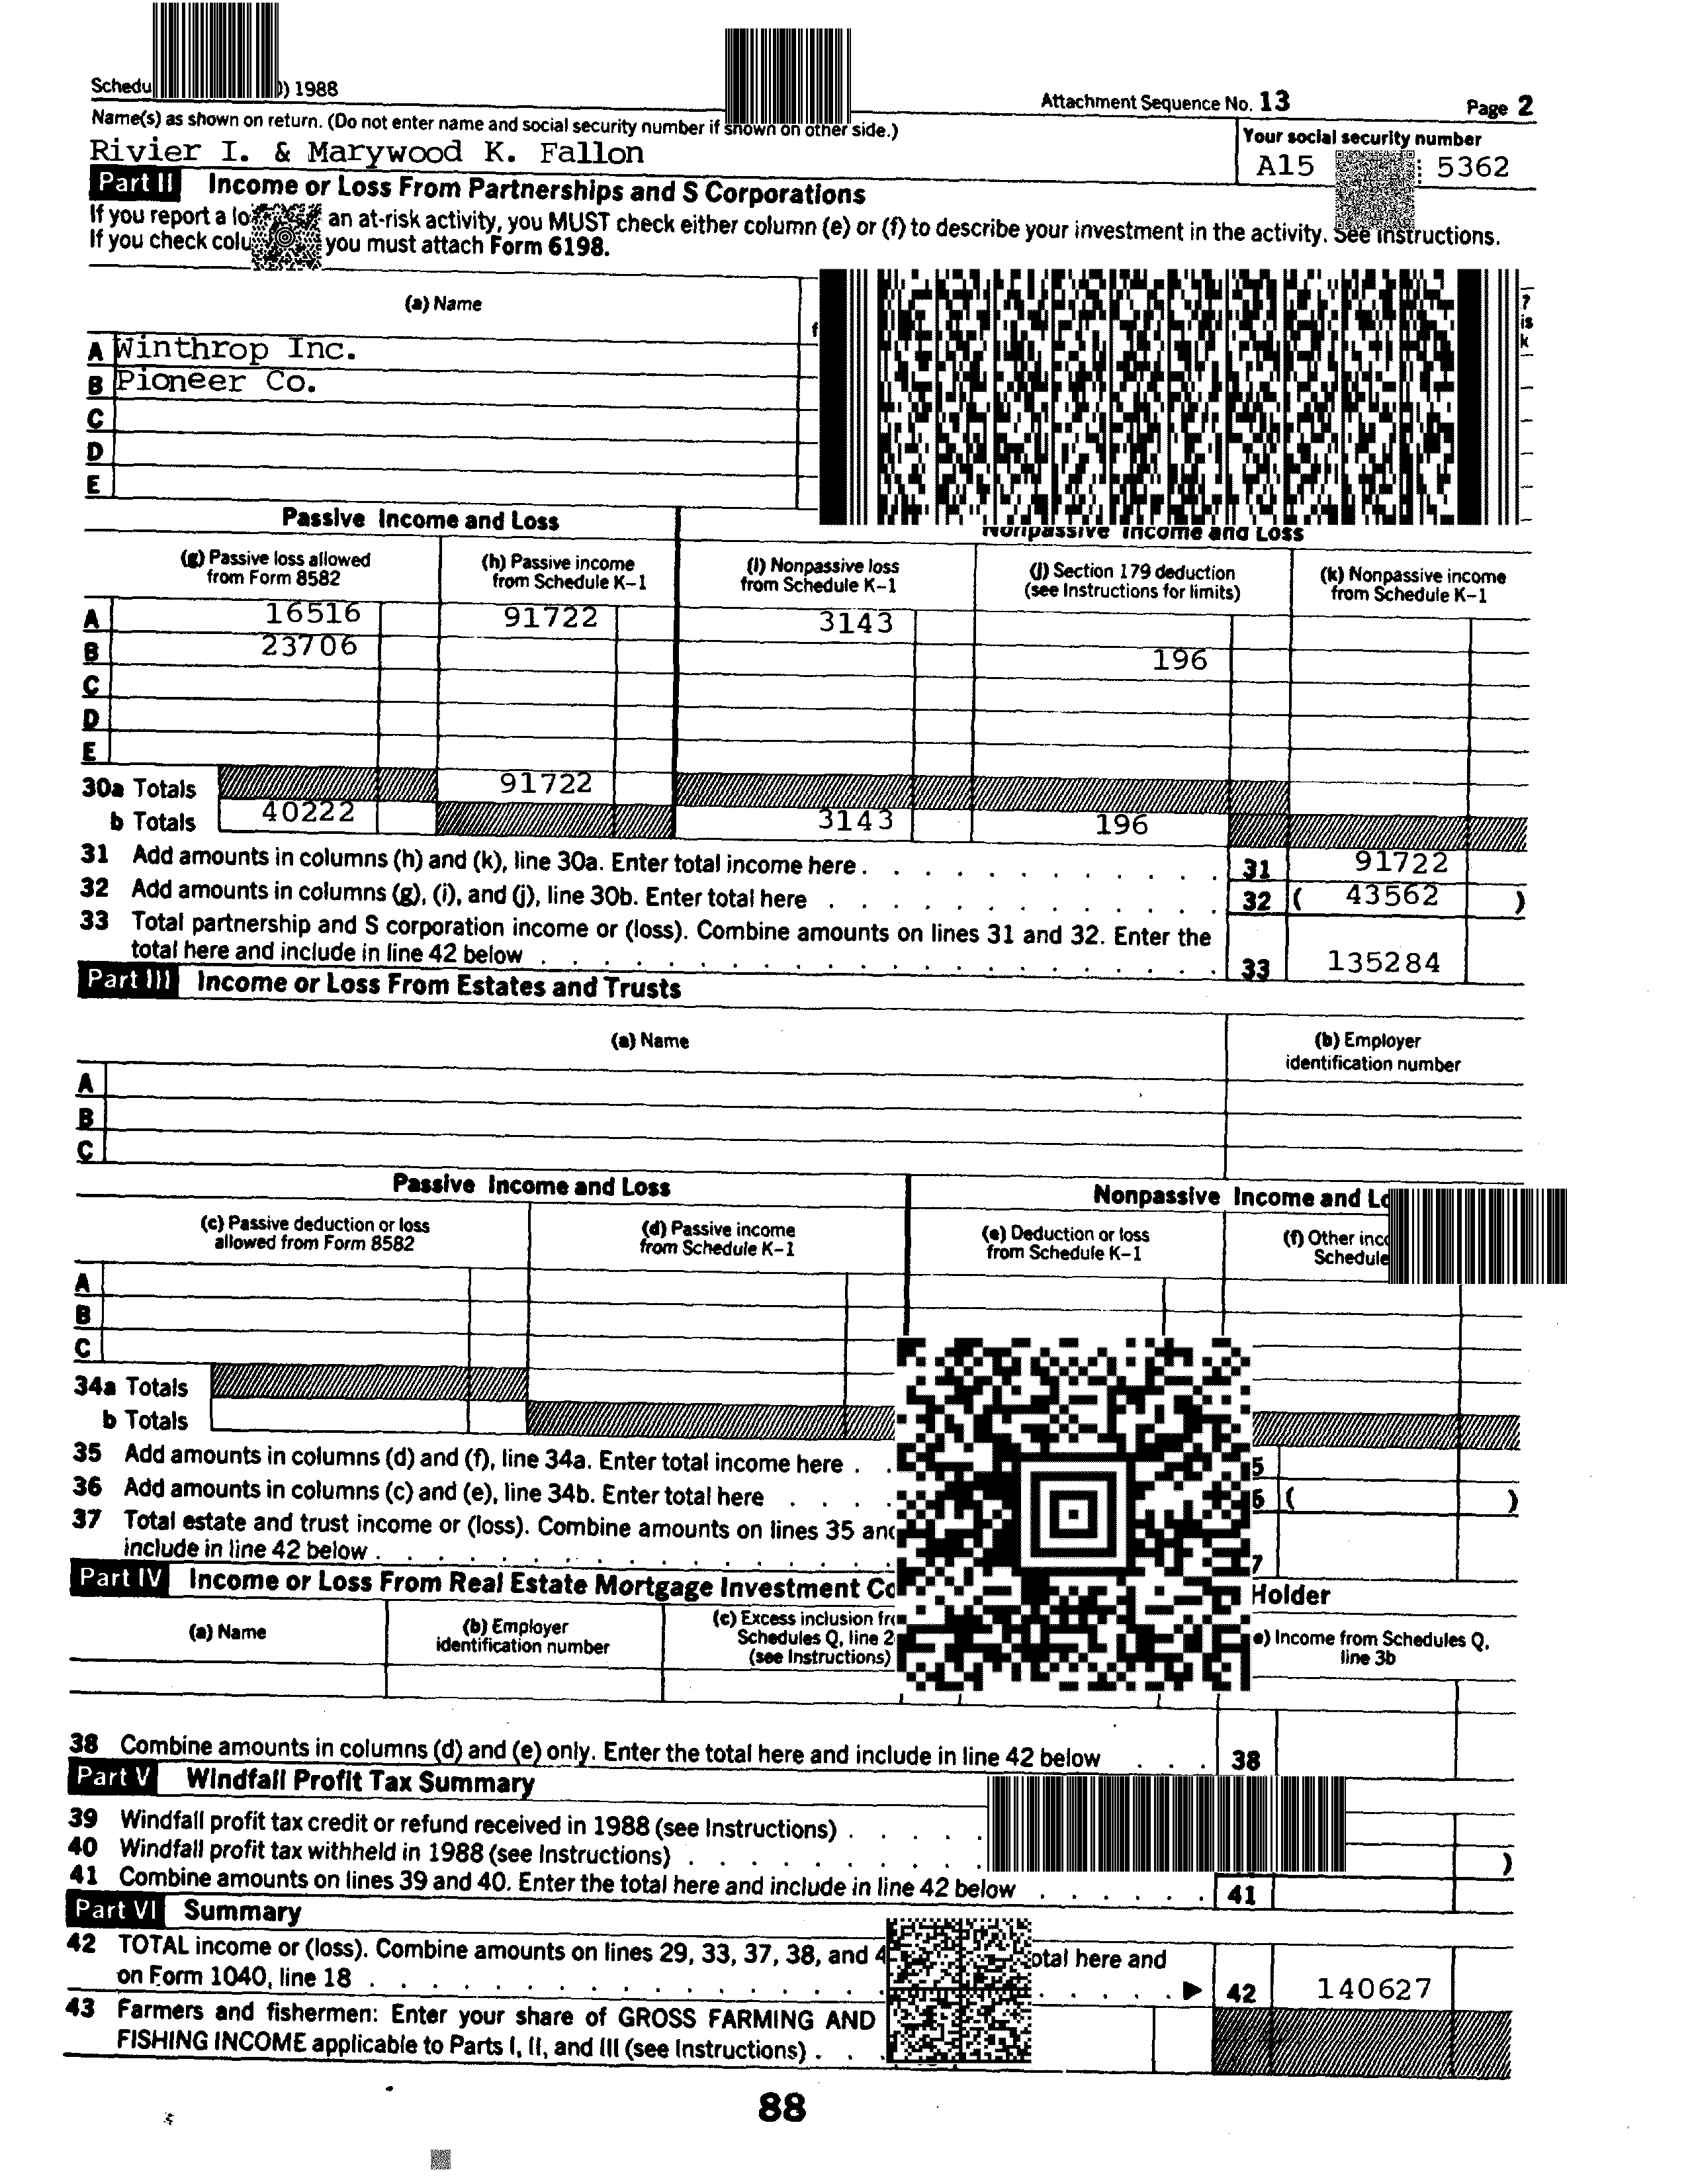 Schedu ) 1988
Attachment Sequence No. 13 Page 2
Name(s) as shown on return. (Do not enter name and social security number if shown on other side.)
Your social security number
Rivier I. & Marywood K. Fallon
A15 5362
Part II Income or Loss From Partnerships and S Corporations
If you report a lo an at-risk activity, you MUST check either column (e) or (f) to describe your investment in the activity. See Instructions.
If you check colu you must attach Form 6198.
(a) Name
A Winthrop Inc.
B Pioneer Co.
C
D
E
Passive Income and Loss
Nonpassive Income and Loss
(g) Passive loss allowed from Form 8582
(h) Passive income from Schedule K–1
(i) Nonpassive loss from Schedule K–1
(j) Section 179 deduction (see Instructions for limits)
(k) Nonpassive income from Schedule K–1
A 16516 91722 3143
B 23706 196
C
D
E
30a Totals 91722
b Totals 40222 3143 196
31 Add amounts in columns (h) and (k), line 30a. Enter total income here . 31 91722
32 Add amounts in columns (g), (i), and (j), line 30b. Enter total here 32 ( 43562 )
33 Total partnership and S corporation income or (loss). Combine amounts on lines 31 and 32. Enter the
total here and include in line 42 below 33 135284
Part III Income or Loss From Estates and Trusts
(a) Name
(b) Employer identification number
A
B
C
Passive Income and Loss
Nonpassive Income and Lo
(c) Passive deduction or loss allowed from Form 8582
(d) Passive income from Schedule K–1
(e) Deduction or loss from Schedule K–1
(f) Other inco Schedule
A
B
C
34a Totals
b Totals
35 Add amounts in columns (d) and (f), line 34a. Enter total income here . . 5
36 Add amounts in columns (c) and (e), line 34b. Enter total here . . . . 6 ( )
37 Total estate and trust income or (loss). Combine amounts on lines 35 and
include in line 42 below . 7
Part IV Income or Loss From Real Estate Mortgage Investment Co Holder
(a) Name
(b) Employer identification number
(c) Excess inclusion fro Schedules Q, line 2 (see Instructions)
e) Income from Schedules Q, line 3b
38 Combine amounts in columns (d) and (e) only. Enter the total here and include in line 42 below . . . 38
Part V Windfall Profit Tax Summary
39 Windfall profit tax credit or refund received in 1988 (see Instructions) . . . . .
40 Windfall profit tax withheld in 1988 (see Instructions) . )
41 Combine amounts on lines 39 and 40. Enter the total here and include in line 42 below . . . . . . 41
Part VI Summary
42 TOTAL income or (loss). Combine amounts on lines 29, 33, 37, 38, and 4 otal here and
on Form 1040, line 18 . ▶ 42 140627
43 Farmers and fishermen: Enter your share of GROSS FARMING AND
FISHING INCOME applicable to Parts I, II, and III (see Instructions) . .
88